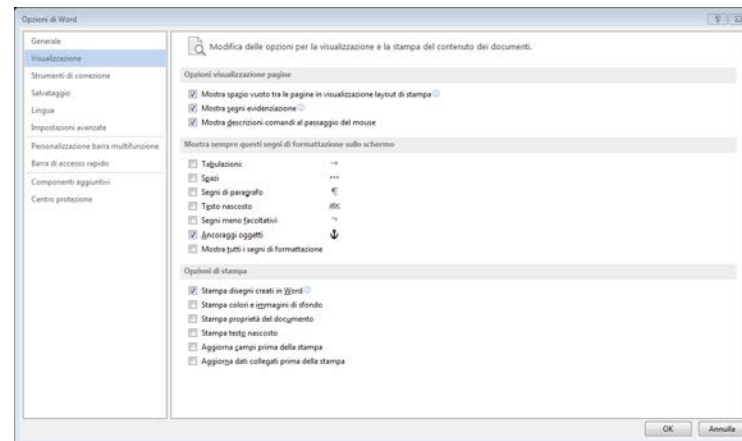 Opzioni di Word
Generale
Visualizzazione
Strumenti di correzione
Salvataggio
Lingua
Impostazioni avanzate
Personalizzazione barra multifunzione
Barra di accesso rapido
Componenti aggiuntivi
Centro protezione
Modifica delle opzioni per la visualizzazione e la stampa del contenuto dei documenti.
Opzioni visualizzazione pagine
Mostra spazio vuoto tra le pagine in visualizzazione layout di stampa
Mostra segni evidenziazione
Mostra descrizioni comandi al passaggio del mouse
Mostra sempre questi segni di formattazione sullo schermo
Tabulazioni:
Spazi
Segni di paragrafo ¶
Testo nascosto abc
Segni meno facoltativi
Ancoraggi oggetti
Mostra tutti i segni di formattazione
Opzioni di stampa
Stampa disegni creati in Word
Stampa colori e immagini di sfondo
Stampa proprietà del documento
Stampa testo nascosto
Aggiorna campi prima della stampa
Aggiorna dati collegati prima della stampa
OK Annulla